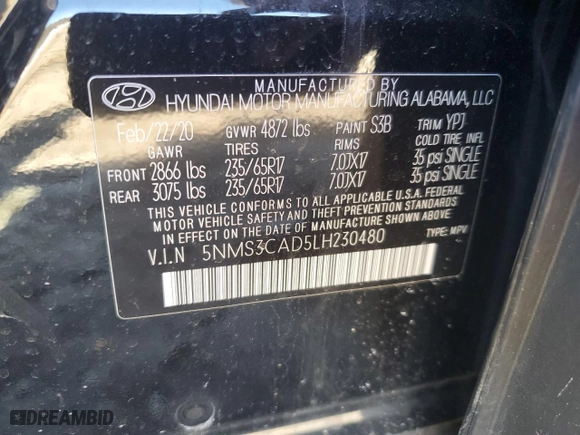 MANUFACTURED BY
HYUNDAI MOTOR MANUFACTURING ALABAMA, LLC
Feb/22/20 GVWR 4872 lbs PAINT S3B TRIM YPJ
GAWR TIRES RIMS COLD TIRE INFL
FRONT 2866 lbs 235/65R17 7.0JX17 35 psi SINGLE
REAR 3075 lbs 235/65R17 7.0JX17 35 psi SINGLE
THIS VEHICLE CONFORMS TO ALL APPLICABLE U.S.A. FEDERAL
MOTOR VEHICLE SAFETY AND THEFT PREVENTION STANDARDS
IN EFFECT ON THE DATE OF MANUFACTURE SHOWN ABOVE.
V.I.N 5NMS3CAD5LH230480 TYPE: MPV
DREAMBID